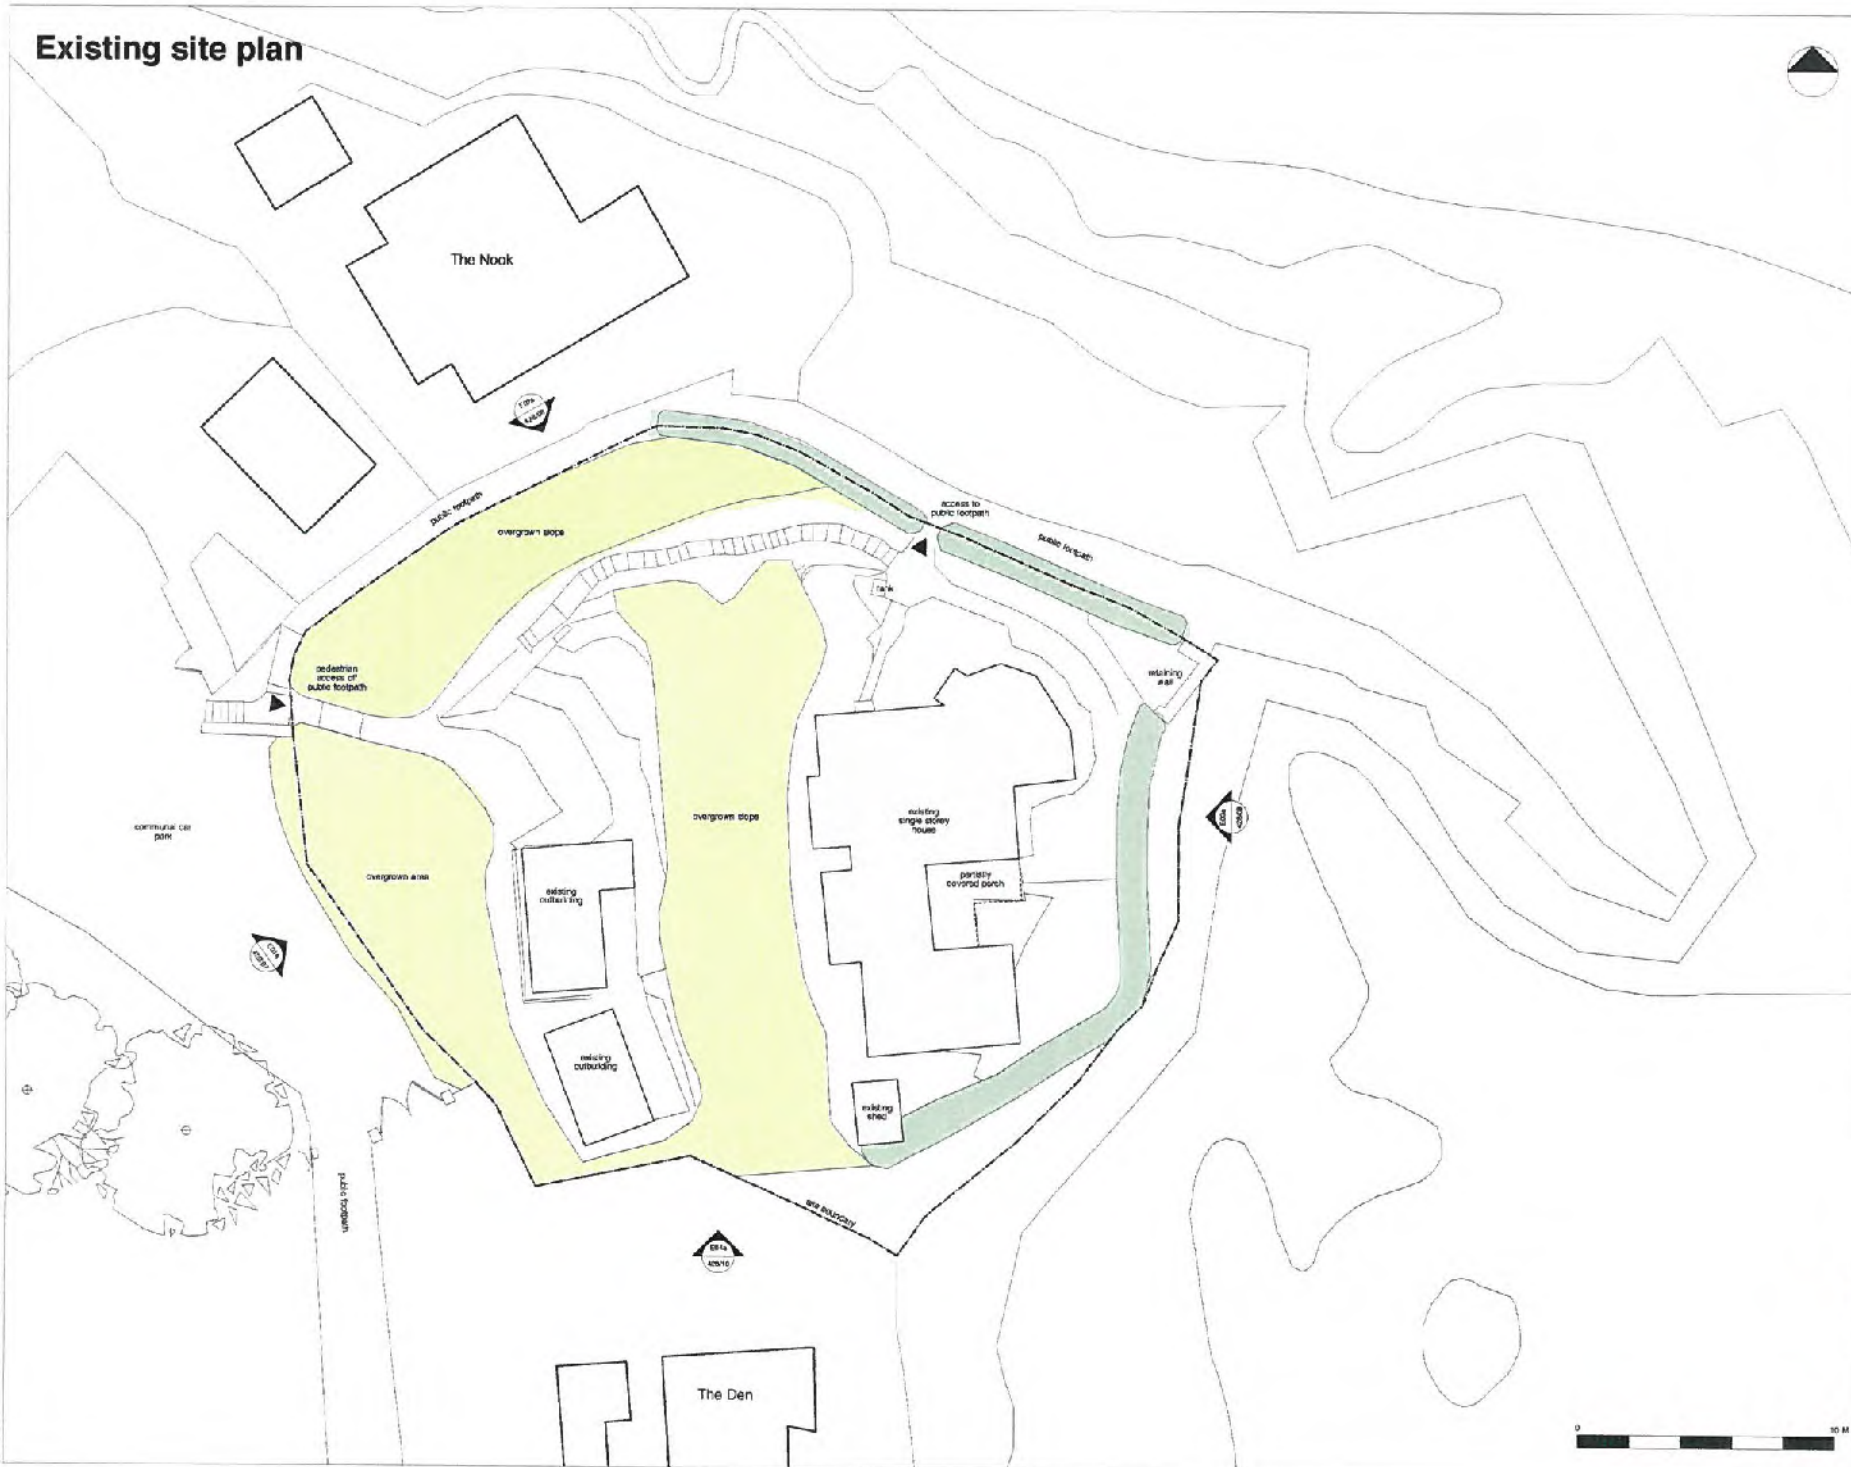 Existing site plan
The Nook
public footpath
overgrown slope
access to
public footpath
public footpath
tank
pedestrian
access of
public footpath
retaining
wall
communal car
park
overgrown slope
existing
single storey
house
overgrown area
existing
outbuilding
partially
covered porch
existing
outbuilding
existing
shed
public footpath
site boundary
The Den
0
10 M